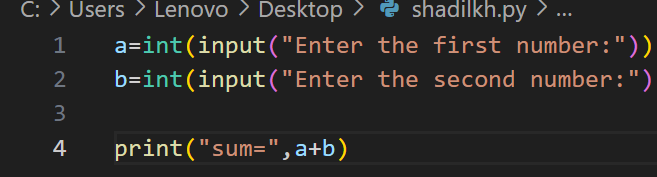 C: > Users > Lenovo > Desktop > shadilkh.py > ...
1 a=int(input("Enter the first number:"))
2 b=int(input("Enter the second number:")
3
4 print("sum=",a+b)